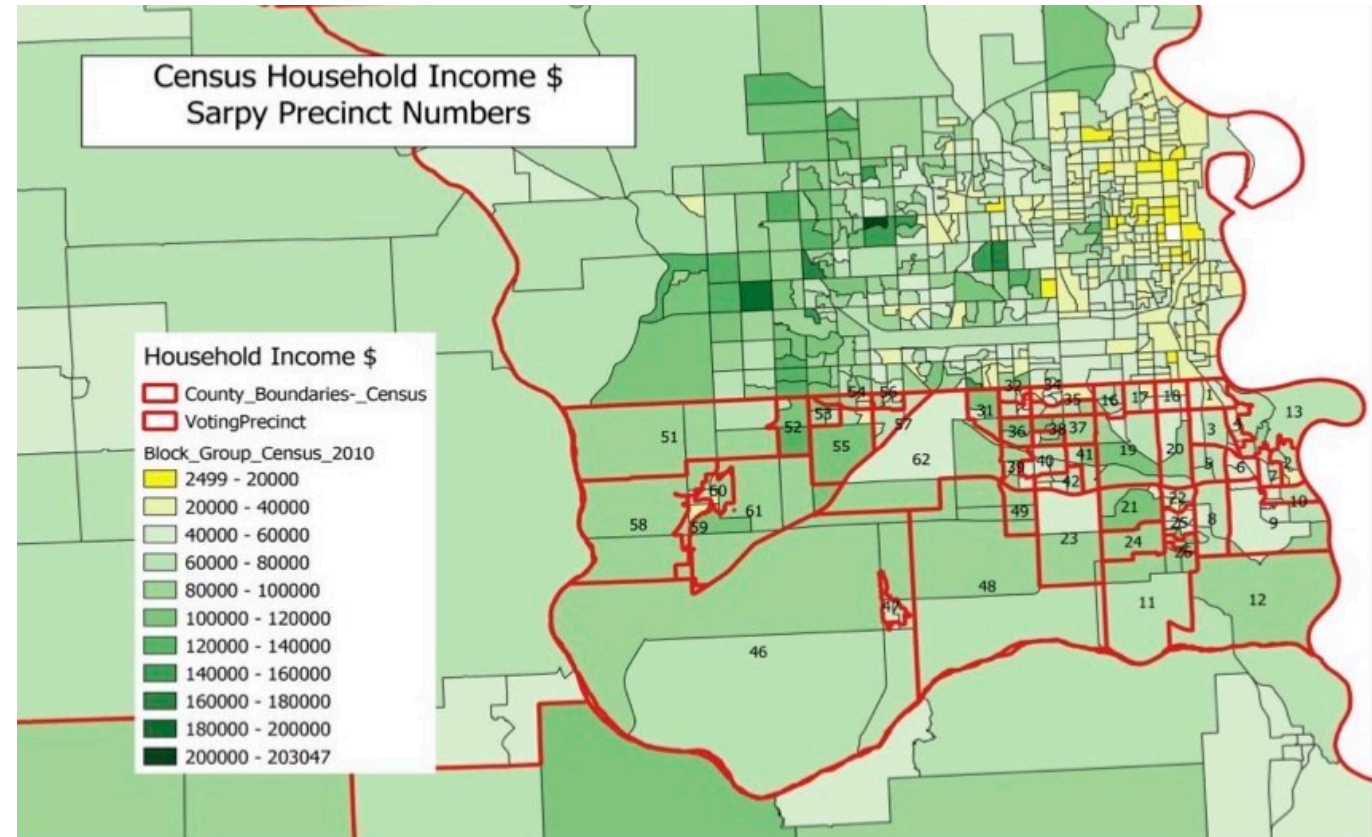 Census Household Income $
Sarpy Precinct Numbers
Household Income $
County_Boundaries-_Census
VotingPrecinct
Block_Group_Census_2010
2499 - 20000
20000 - 40000
40000 - 60000
60000 - 80000
80000 - 100000
100000 - 120000
120000 - 140000
140000 - 160000
160000 - 180000
180000 - 200000
200000 - 203047
54 56 32 34
52 53 57 31 35 16 17 18 1 13
51 55 36 38 37 3 4
62 39 40 41 19 20 5 6 2
60 42 7
58 59 61 49 21 22 8 9 10
23 24 25
26
48 11 12
47
46